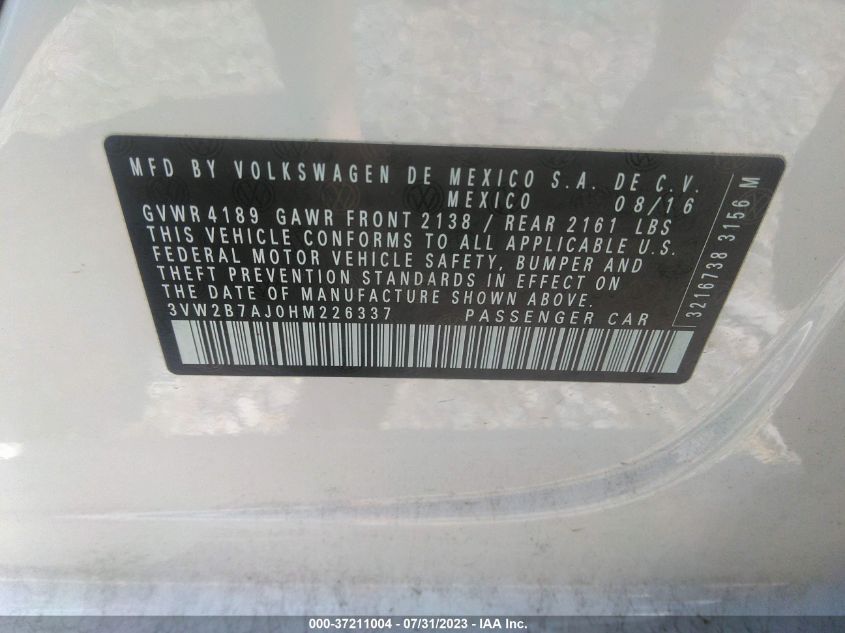 MFD BY VOLKSWAGEN DE MEXICO S.A. DE C.V.
MEXICO 08/16
GVWR 4189 GAWR FRONT 2138 / REAR 2161 LBS
THIS VEHICLE CONFORMS TO ALL APPLICABLE U.S.
FEDERAL MOTOR VEHICLE SAFETY, BUMPER AND
THEFT PREVENTION STANDARDS IN EFFECT ON
THE DATE OF MANUFACTURE SHOWN ABOVE.
3VW2B7AJ0HM226337 PASSENGER CAR
3216738 3156 M
000-37211004 - 07/31/2023 - IAA Inc.